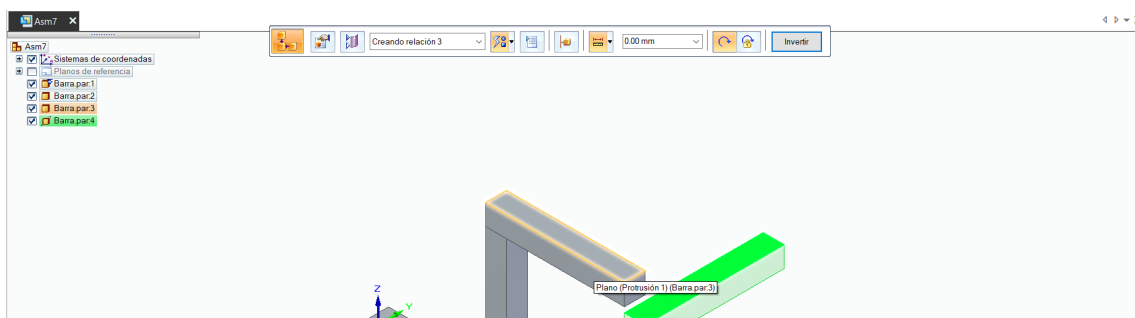 Asm7
Creando relación 3
0.00 mm
Invertir
Asm7
Sistemas de coordenadas
Planos de referencia
Barra.par:1
Barra.par:2
Barra.par:3
Barra.par:4
Plano (Protrusión 1) (Barra.par:3)
Z
Y